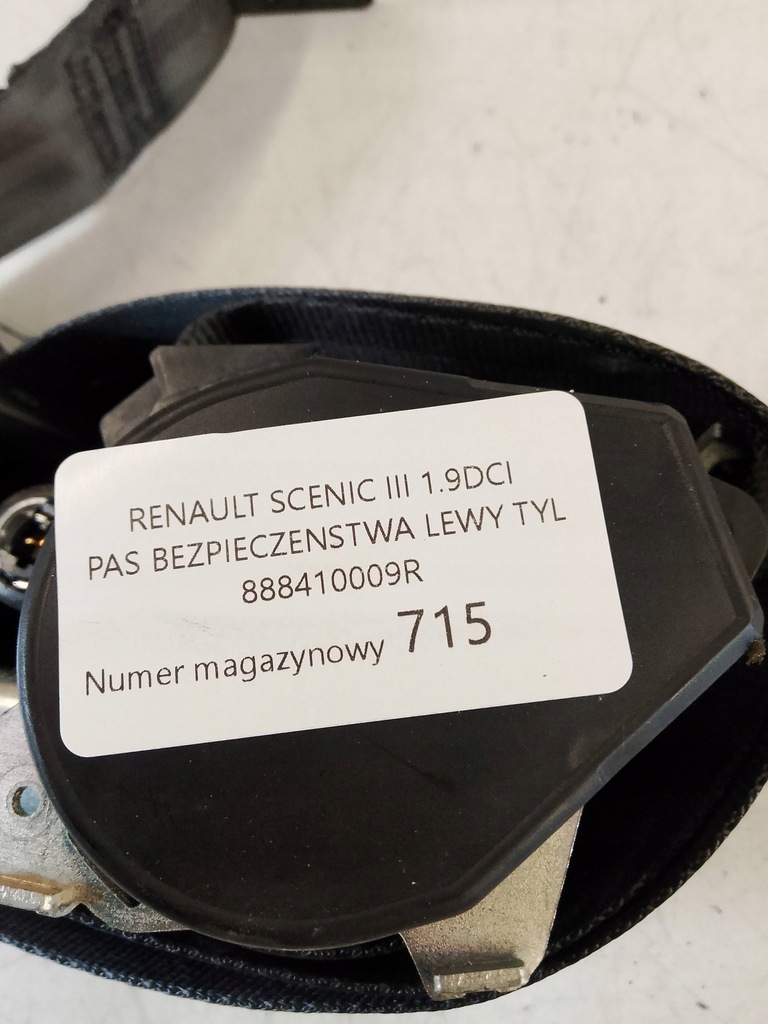 RENAULT SCENIC III 1.9DCI
PAS BEZPIECZENSTWA LEWY TYL
888410009R
Numer magazynowy 715